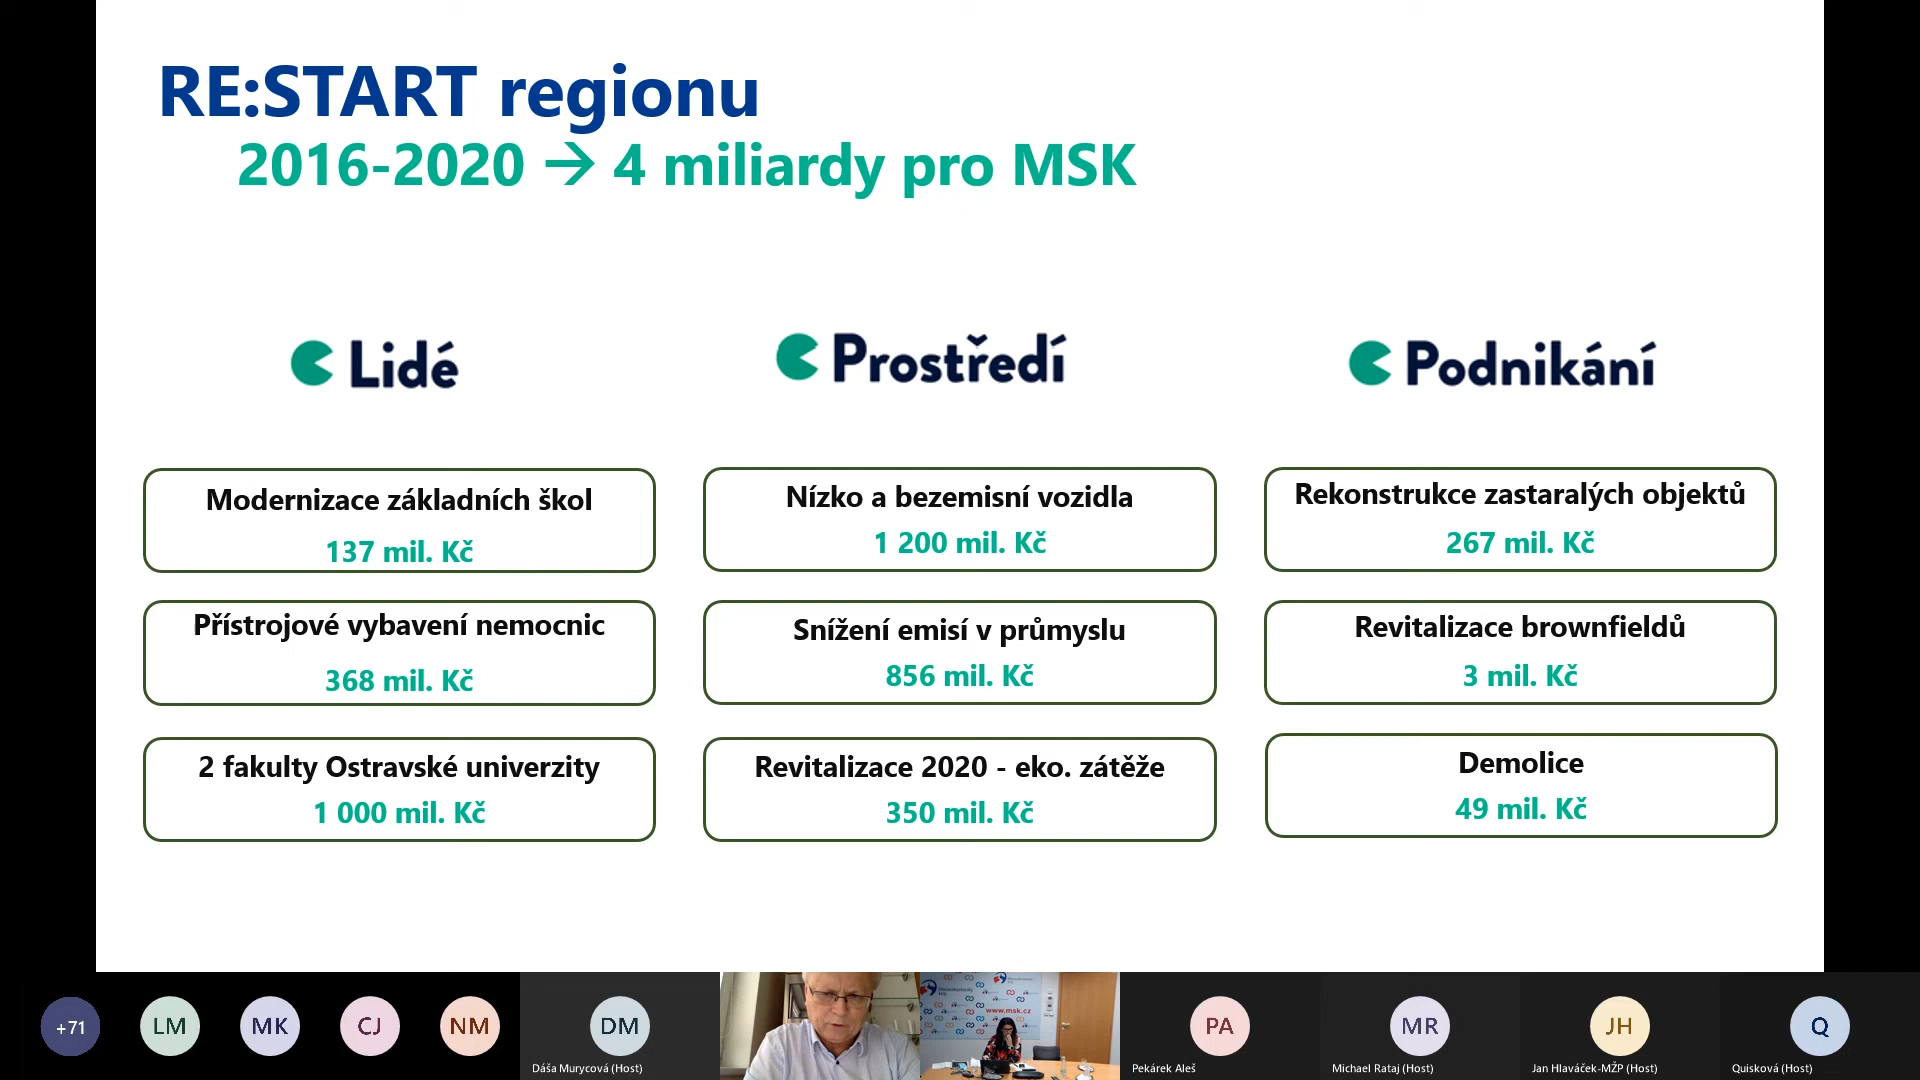 RE:START regionu
2016-2020 → 4 miliardy pro MSK
Lidé
Prostředí
Podnikání
Modernizace základních škol
137 mil. Kč
Nízko a bezemisní vozidla
1 200 mil. Kč
Rekonstrukce zastaralých objektů
267 mil. Kč
Přístrojové vybavení nemocnic
368 mil. Kč
Snížení emisí v průmyslu
856 mil. Kč
Revitalizace brownfieldů
3 mil. Kč
2 fakulty Ostravské univerzity
1 000 mil. Kč
Revitalizace 2020 - eko. zátěže
350 mil. Kč
Demolice
49 mil. Kč
+71
LM
MK
CJ
NM
DM
Dáša Murycová (Host)
www.msk.cz
PA
Pekárek Aleš
MR
Michael Rataj (Host)
JH
Jan Hlaváček-MŽP (Host)
Q
Quisková (Host)